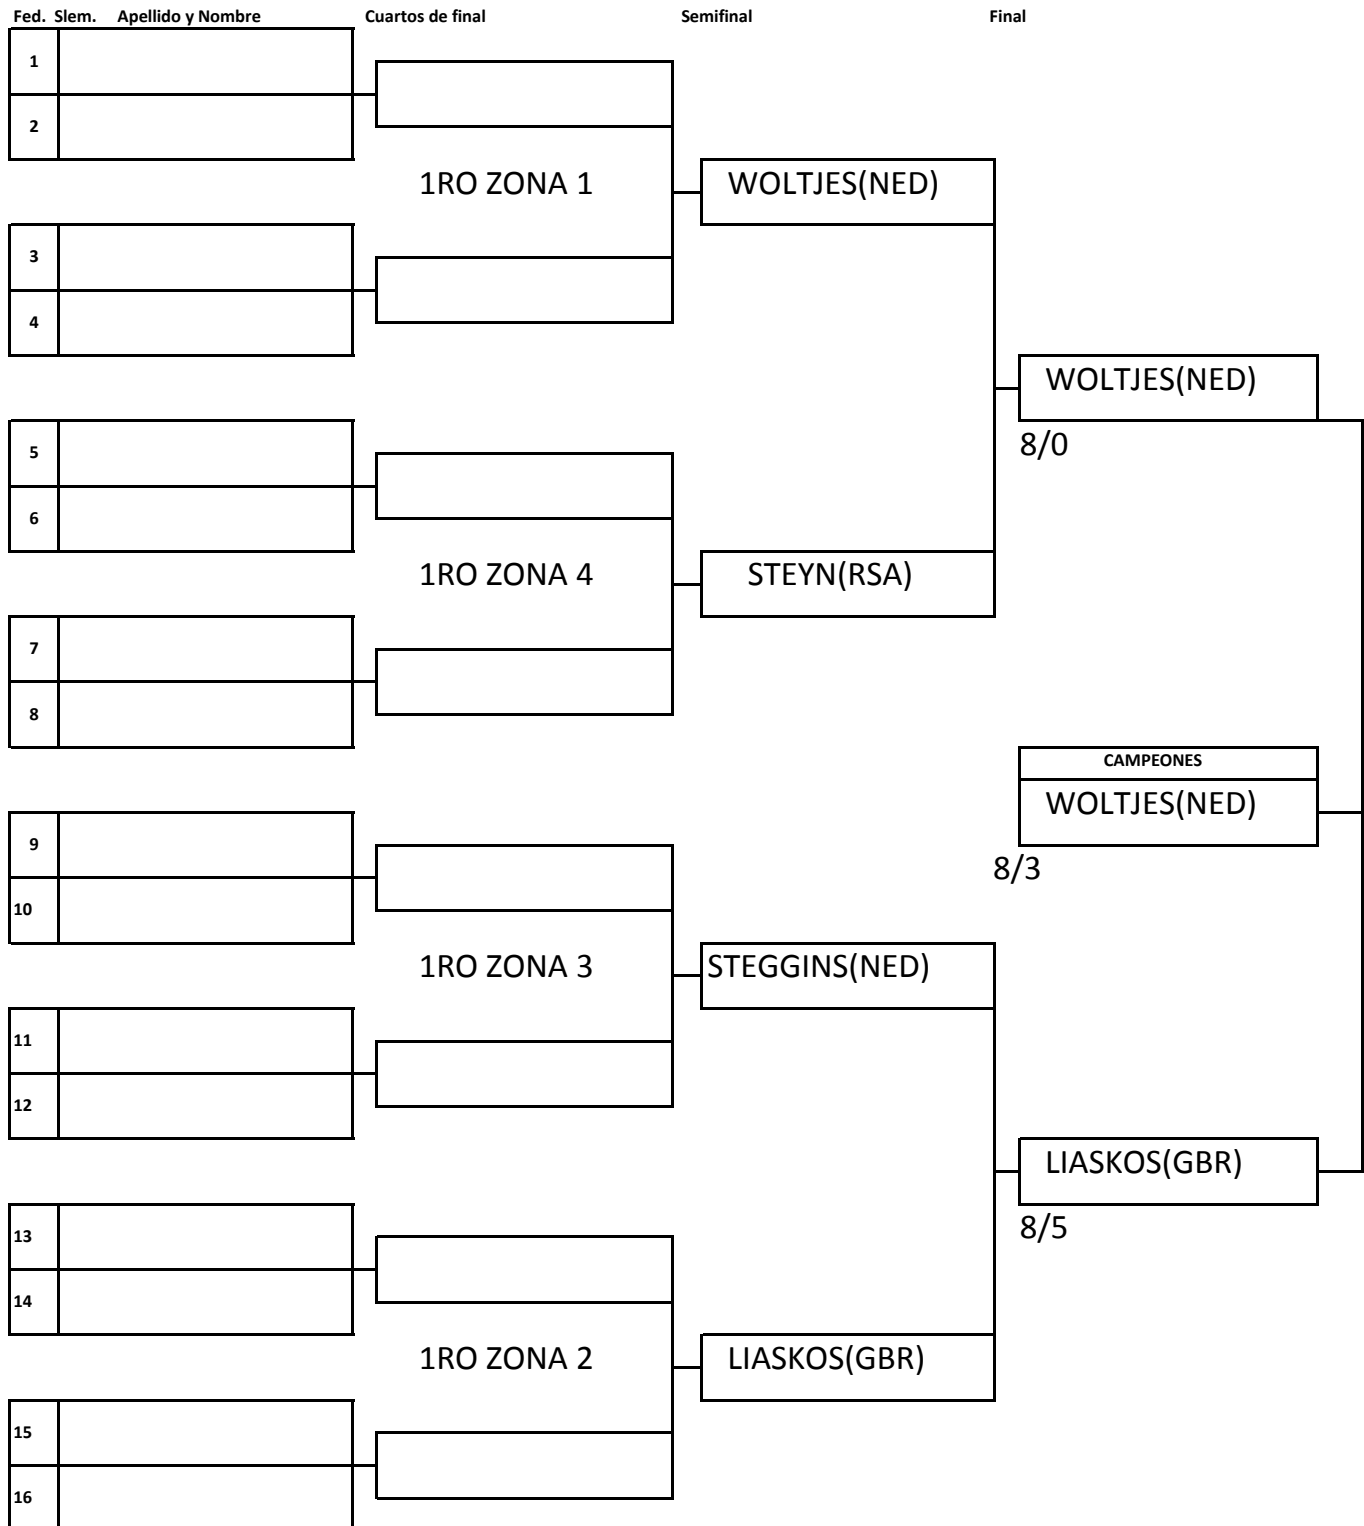 Fed. Slem. Apellido y Nombre Cuartos de final Semifinal Final
1
2
1RO ZONA 1 WOLTJES(NED)
3
4
WOLTJES(NED)
8/0
5
6
1RO ZONA 4 STEYN(RSA)
7
8
CAMPEONES
WOLTJES(NED)
8/3
9
10
1RO ZONA 3 STEGGINS(NED)
11
12
LIASKOS(GBR)
8/5
13
14
1RO ZONA 2 LIASKOS(GBR)
15
16